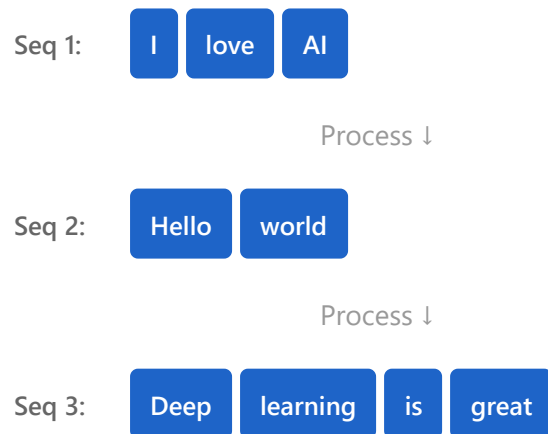 Seq 1: I love AI
Process ↓
Seq 2: Hello world
Process ↓
Seq 3: Deep learning is great